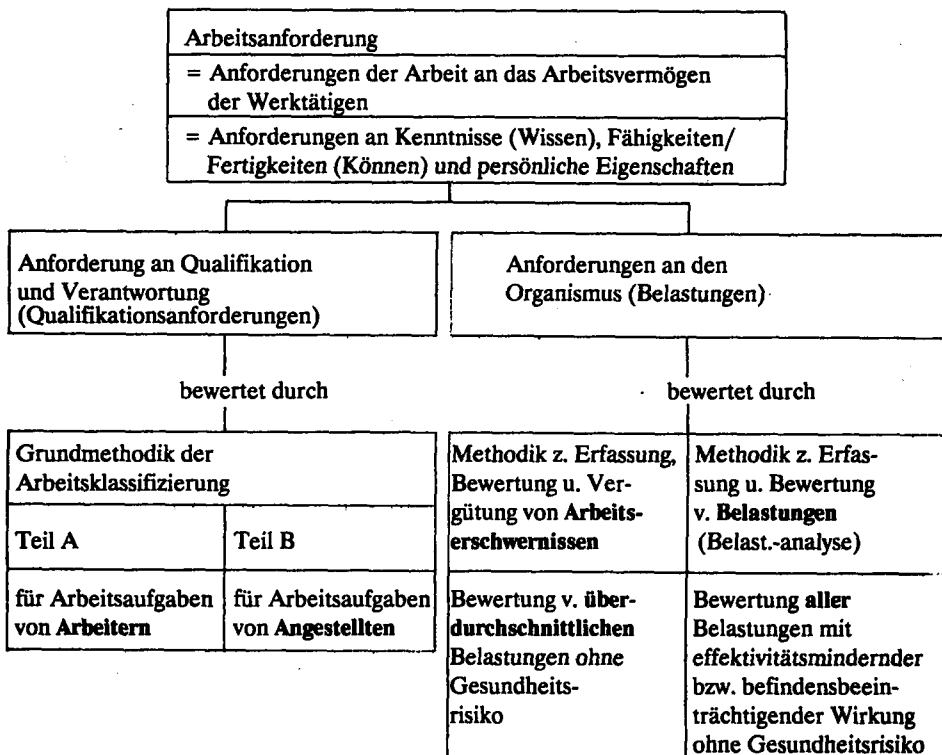 Arbeitsanforderung
= Anforderungen der Arbeit an das Arbeitsvermögen
der Werktätigen
= Anforderungen an Kenntnisse (Wissen), Fähigkeiten/
Fertigkeiten (Können) und persönliche Eigenschaften
Anforderung an Qualifikation
und Verantwortung
(Qualifikationsanforderungen)
Anforderungen an den
Organismus (Belastungen)
bewertet durch
bewertet durch
Grundmethodik der
Arbeitsklassifizierung
Teil A
Teil B
für Arbeitsaufgaben
von Arbeitern
für Arbeitsaufgaben
von Angestellten
Methodik z. Erfassung,
Bewertung u. Ver-
gütung von Arbeits-
erschwernissen
Bewertung v. über-
durchschnittlichen
Belastungen ohne
Gesundheits-
risiko
Methodik z. Erfas-
sung u. Bewertung
v. Belastungen
(Belast.-analyse)
Bewertung aller
Belastungen mit
effektivitätsmindernder
bzw. befindensbeein-
trächtigender Wirkung
ohne Gesundheitsrisiko